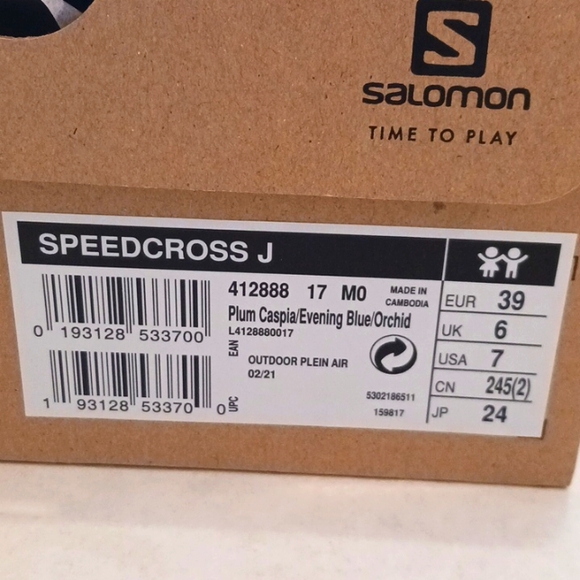 S
SALOMON
TIME TO PLAY
SPEEDCROSS J
412888 17 M0
MADE IN
CAMBODIA
Plum Caspia/Evening Blue/Orchid
L4128880017
0 193128 533700
EAN
OUTDOOR PLEIN AIR
02/21
5302186511
159817
1 93128 53370 0
UPC
EUR 39
UK 6
USA 7
CN 245(2)
JP 24